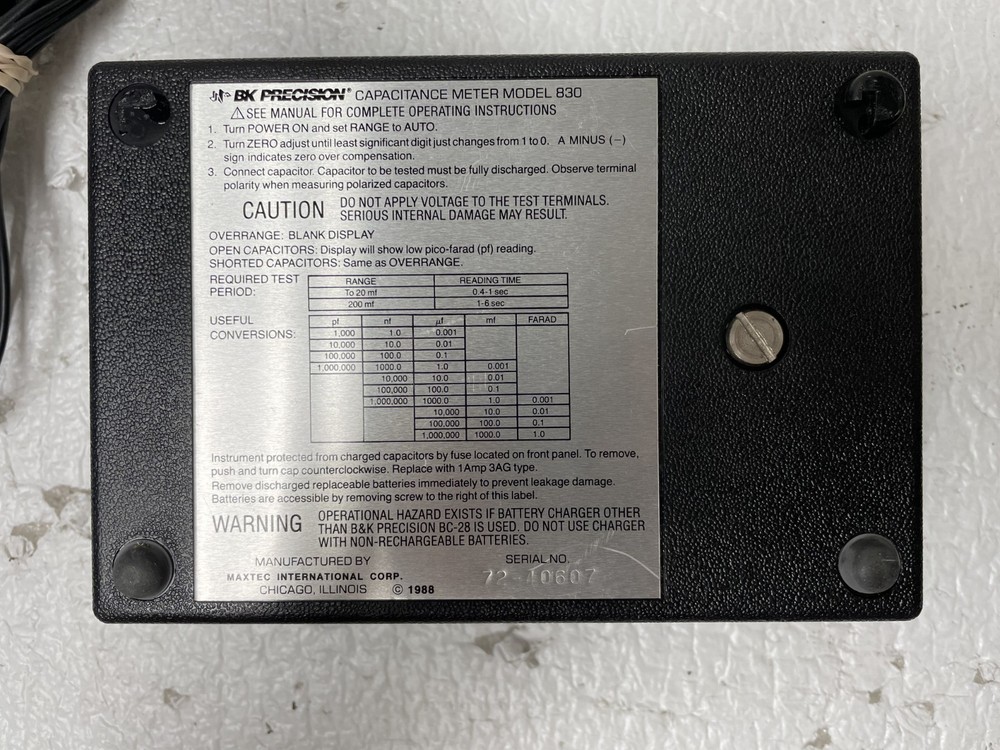 BK PRECISION® CAPACITANCE METER MODEL 830
⚠ SEE MANUAL FOR COMPLETE OPERATING INSTRUCTIONS
1. Turn POWER ON and set RANGE to AUTO.
2. Turn ZERO adjust until least significant digit just changes from 1 to 0. A MINUS (−)
sign indicates zero over compensation.
3. Connect capacitor. Capacitor to be tested must be fully discharged. Observe terminal
polarity when measuring polarized capacitors.
CAUTION DO NOT APPLY VOLTAGE TO THE TEST TERMINALS.
SERIOUS INTERNAL DAMAGE MAY RESULT.
OVERRANGE: BLANK DISPLAY
OPEN CAPACITORS: Display will show low pico-farad (pf) reading.
SHORTED CAPACITORS: Same as OVERRANGE.
REQUIRED TEST PERIOD:
RANGE READING TIME
To 20 mf 0.4-1 sec
200 mf 1-6 sec
USEFUL CONVERSIONS:
pf nf µf mf FARAD
1,000 1.0 0.001
10,000 10.0 0.01
100,000 100.0 0.1
1,000,000 1000.0 1.0 0.001
10,000 10.0 0.01
100,000 100.0 0.1
1,000,000 1000.0 1.0 0.001
10,000 10.0 0.01
100,000 100.0 0.1
1,000,000 1000.0 1.0
Instrument protected from charged capacitors by fuse located on front panel. To remove,
push and turn cap counterclockwise. Replace with 1Amp 3AG type.
Remove discharged replaceable batteries immediately to prevent leakage damage.
Batteries are accessible by removing screw to the right of this label.
WARNING OPERATIONAL HAZARD EXISTS IF BATTERY CHARGER OTHER
THAN B&K PRECISION BC-28 IS USED. DO NOT USE CHARGER
WITH NON-RECHARGEABLE BATTERIES.
MANUFACTURED BY SERIAL NO.
MAXTEC INTERNATIONAL CORP. 72-40607
CHICAGO, ILLINOIS © 1988